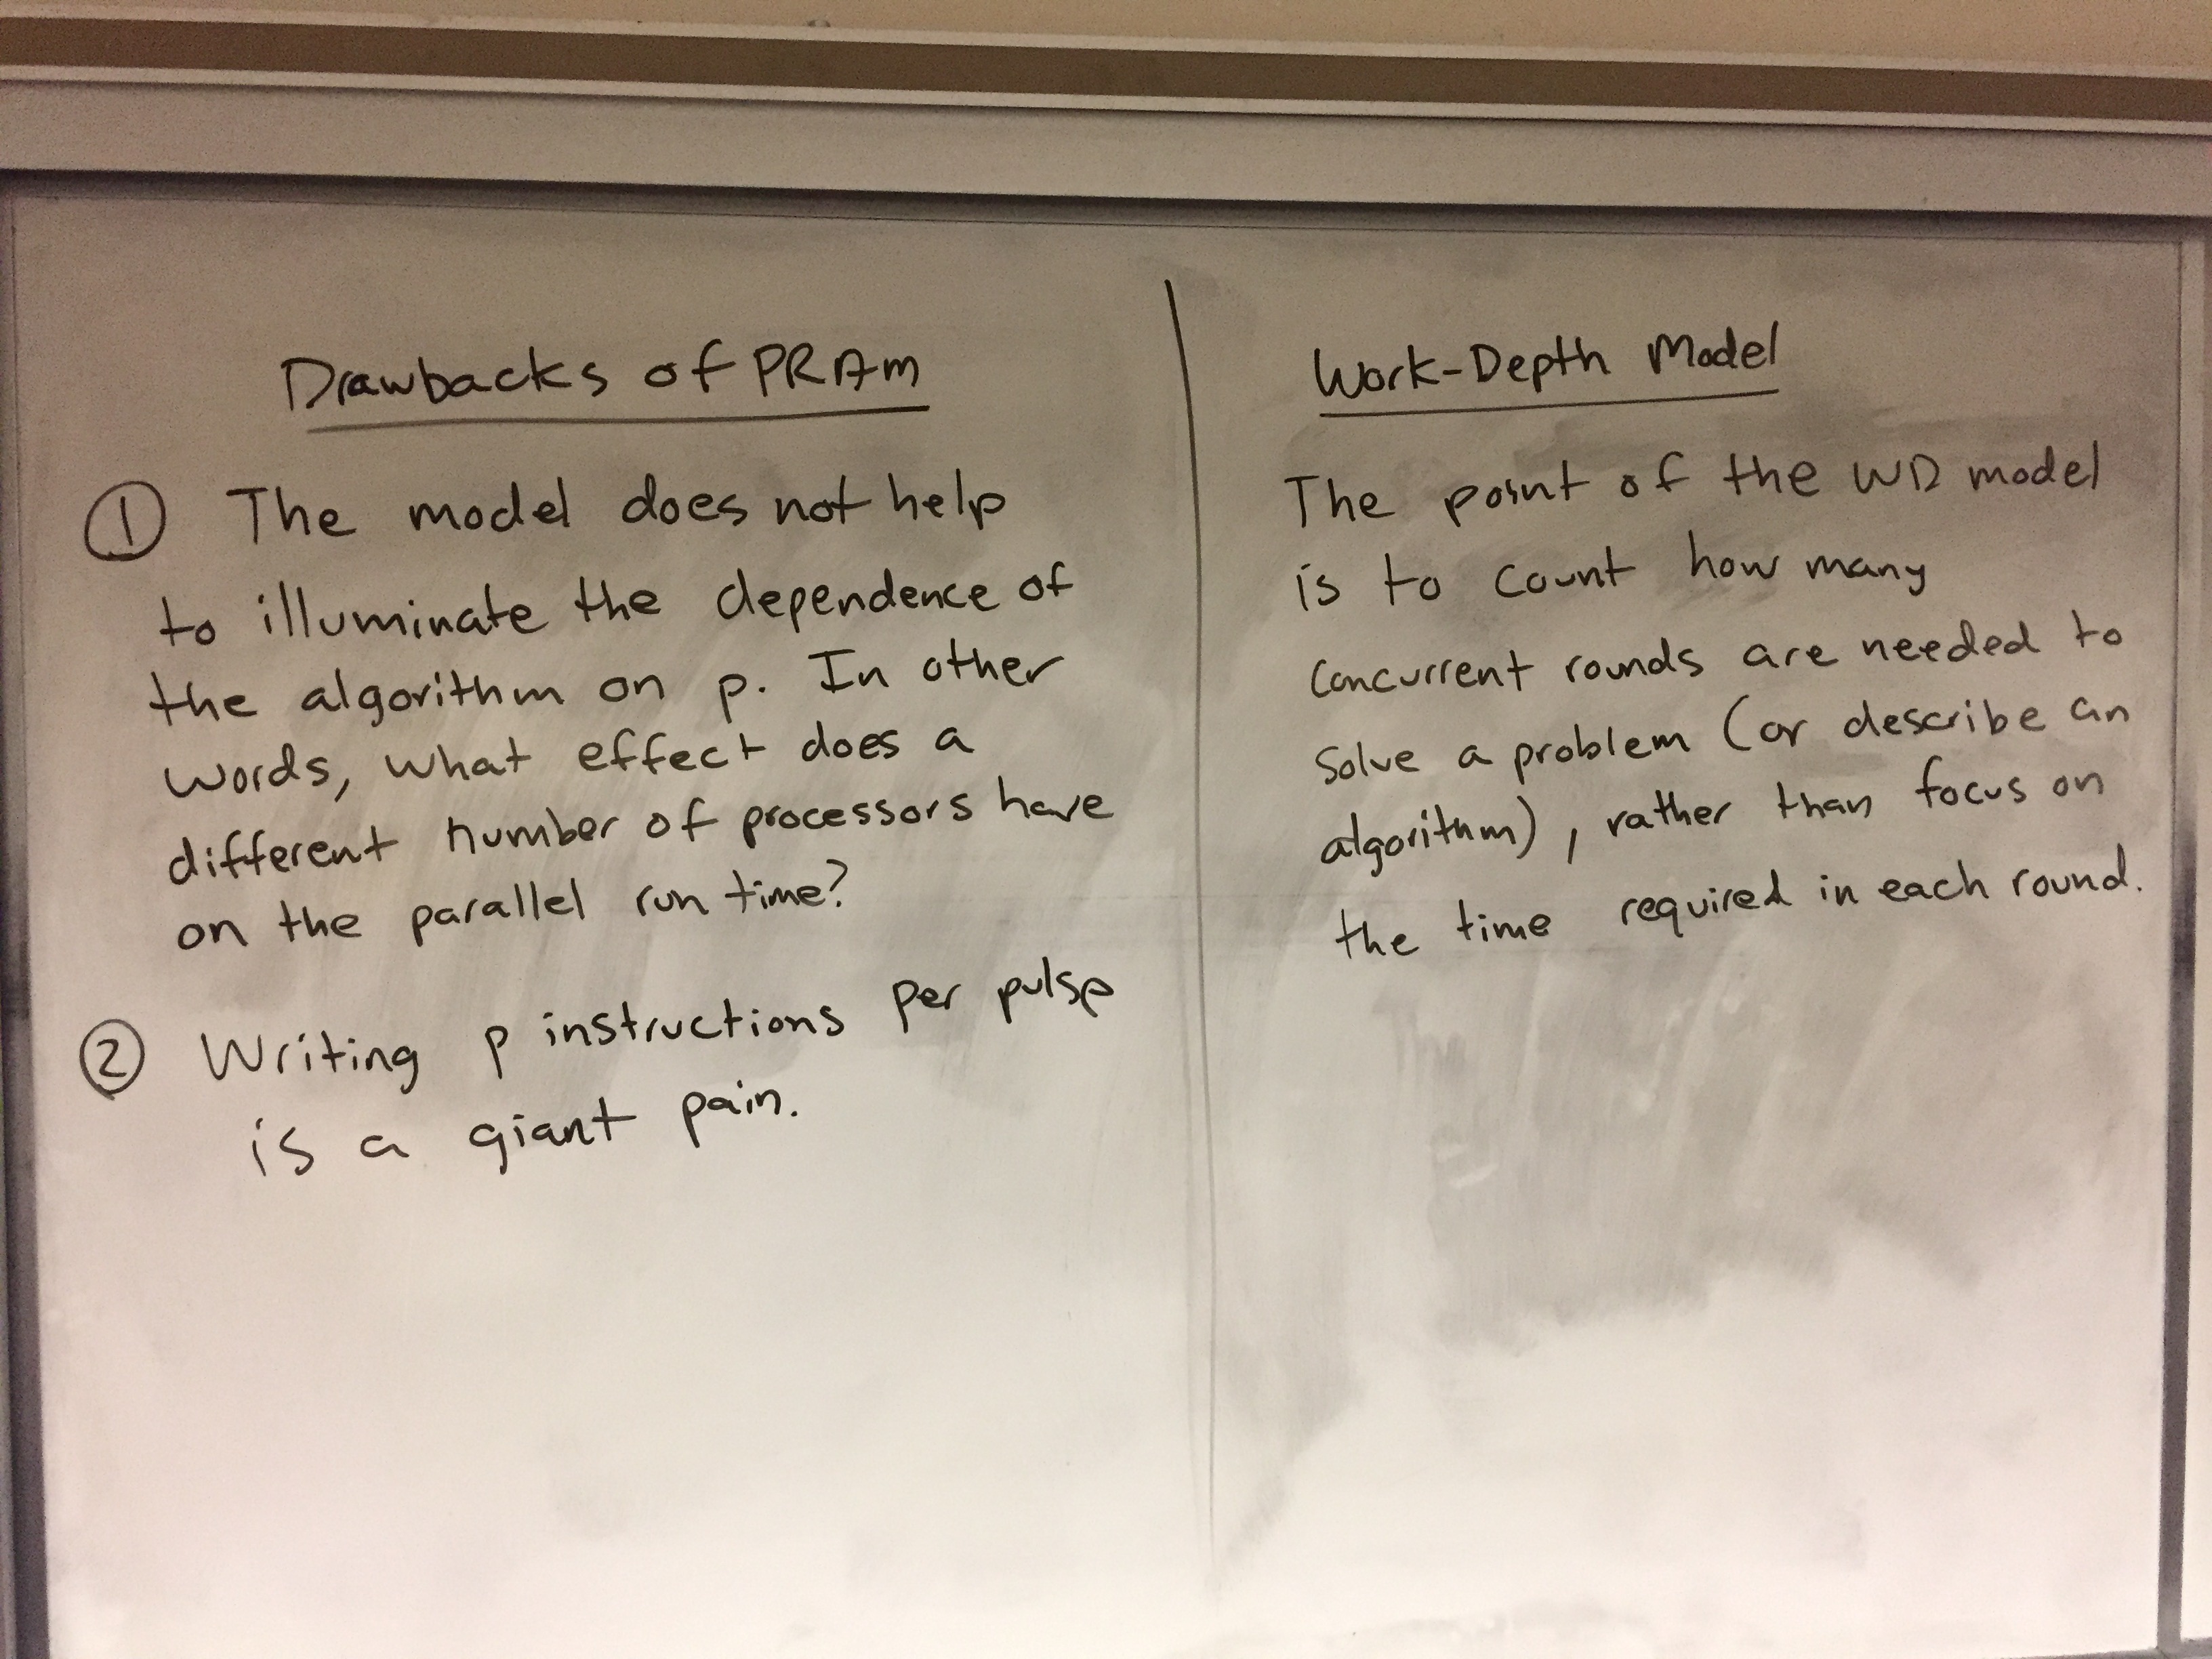 Drawbacks of PRAM
① The model does not help
to illuminate the dependence of
the algorithm on p. In other
words, what effect does a
different number of processors have
on the parallel run time?
② Writing p instructions per pulse
is a giant pain.
Work-Depth Model
The point of the WD model
is to count how many
concurrent rounds are needed to
solve a problem (or describe an
algorithm), rather than focus on
the time required in each round.